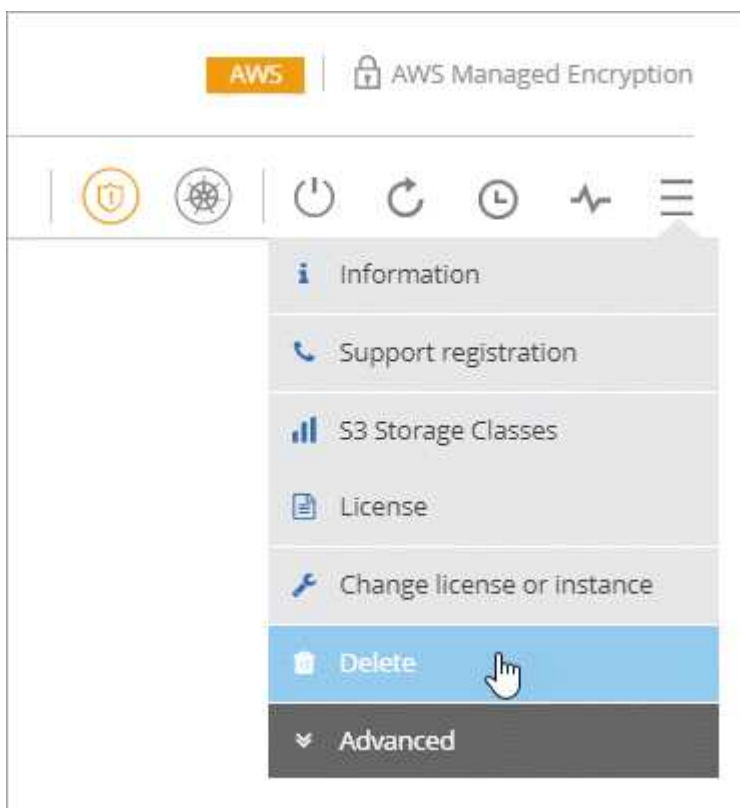 AWS
AWS Managed Encryption
Information
Support registration
S3 Storage Classes
License
Change license or instance
Delete
Advanced